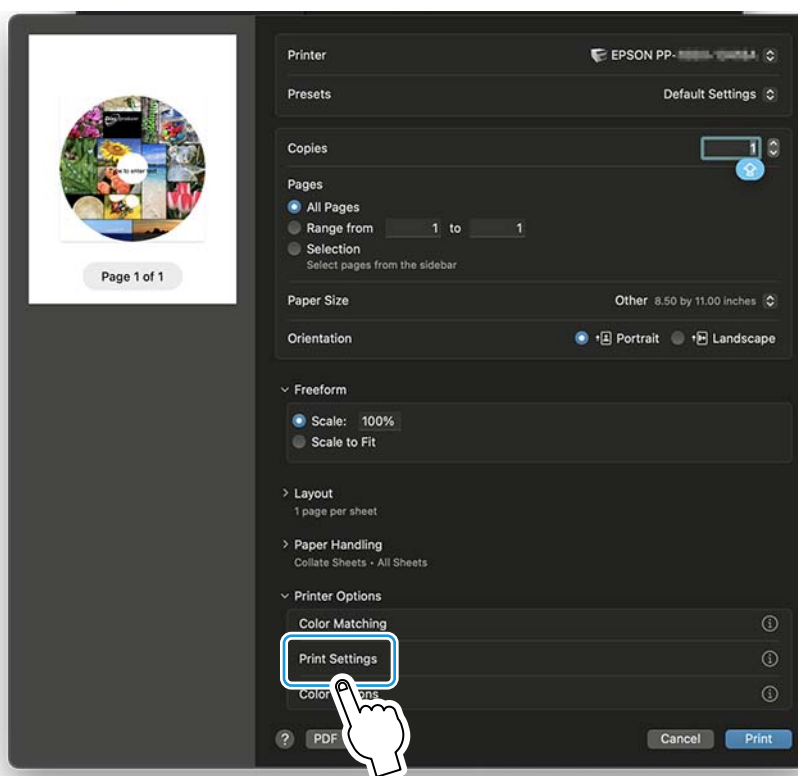 Printer
EPSON PP-
Presets
Default Settings
Copies
1
Pages
All Pages
Range from 1 to 1
Selection
Select pages from the sidebar
Page 1 of 1
Paper Size
Other 8.50 by 11.00 inches
Orientation
Portrait
Landscape
Freeform
Scale: 100%
Scale to Fit
Layout
1 page per sheet
Paper Handling
Collate Sheets • All Sheets
Printer Options
Color Matching
Print Settings
Color
? PDF
Cancel
Print